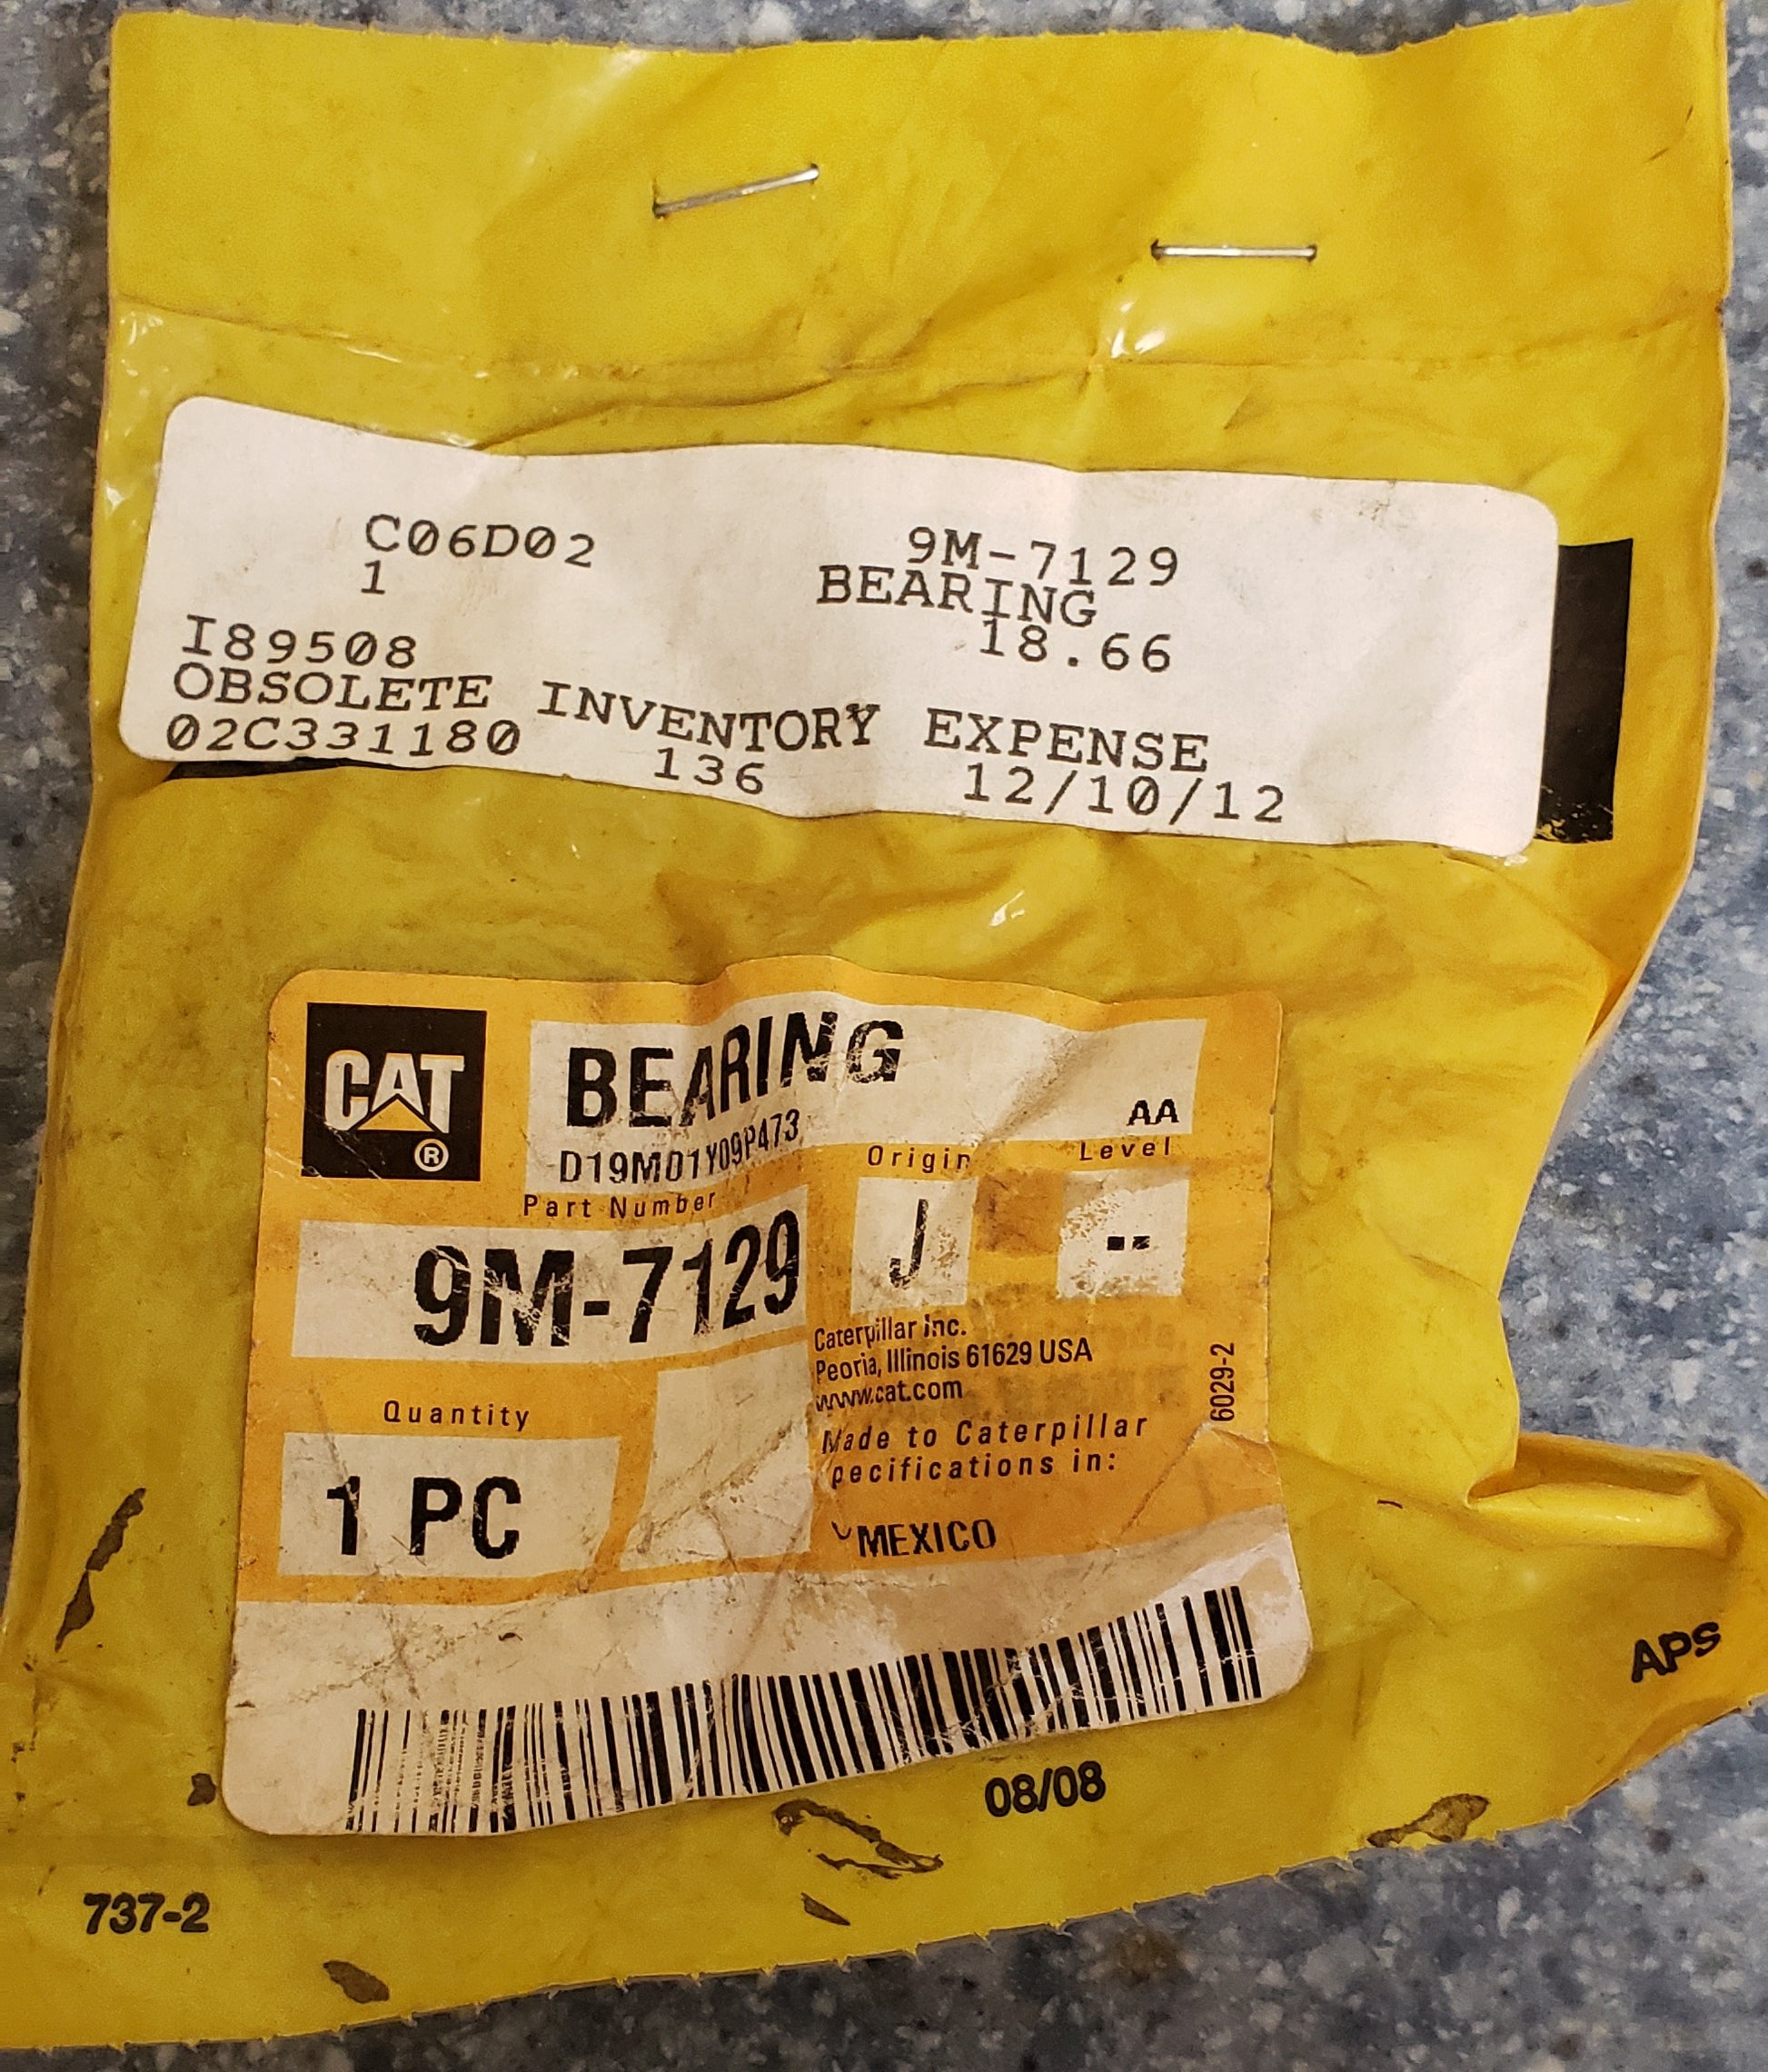 C06D02 9M-7129
1 BEARING
I89508 18.66
OBSOLETE INVENTORY EXPENSE
02C331180 136 12/10/12
CAT
®
BEARING
D19M01Y09P473
AA
Part Number
Origin
Level
9M-7129
J
--
Caterpillar Inc.
Peoria, Illinois 61629 USA
www.cat.com
Quantity
Made to Caterpillar
pecifications in:
1 PC
MEXICO
6029-2
APS
08/08
737-2